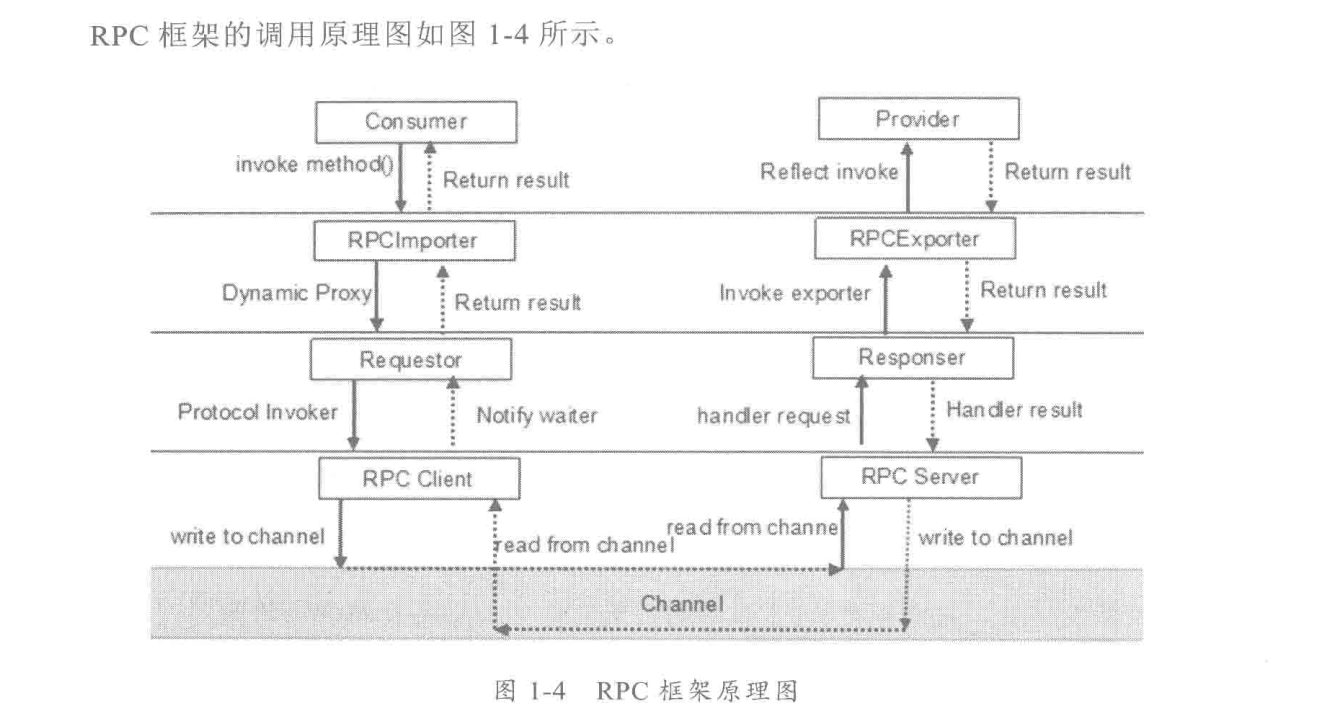 RPC 框架的调用原理图如图 1-4 所示。
Consumer
Provider
invoke method()
Return result
Reflect invoke
Return result
RPCImporter
RPCExporter
Dynamic Proxy
Return result
Invoke exporter
Return result
Requestor
Responser
Protocol Invoker
Notify waiter
handler request
Handler result
RPC Client
RPC Server
write to channel
read from channel
read from channe
write to channel
Channel
图 1-4 RPC 框架原理图